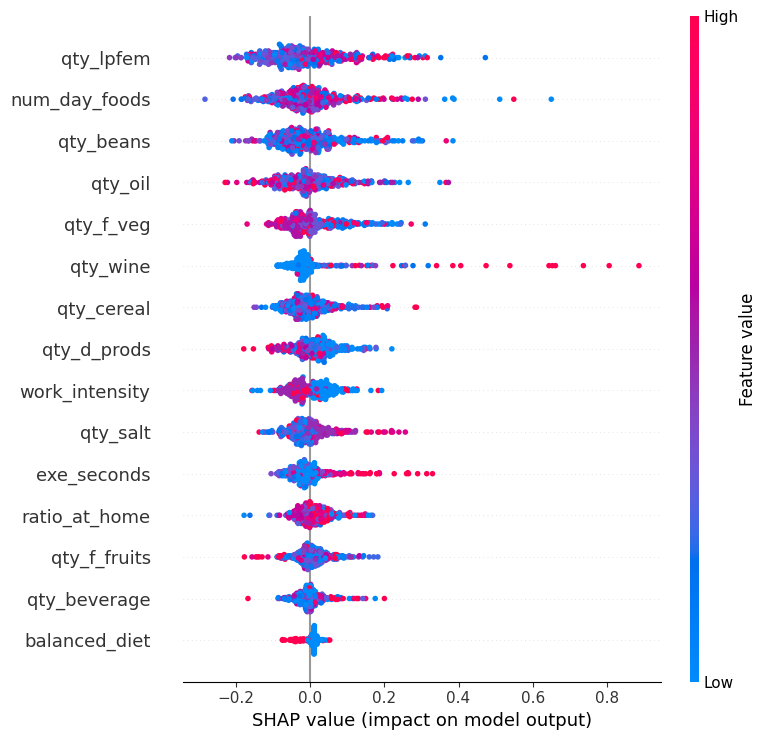 High
qty_lpfem
num_day_foods
qty_beans
qty_oil
qty_f_veg
qty_wine
qty_cereal
qty_d_prods
work_intensity
qty_salt
exe_seconds
ratio_at_home
qty_f_fruits
qty_beverage
balanced_diet
Feature value
Low
−0.2 0.0 0.2 0.4 0.6 0.8
SHAP value (impact on model output)